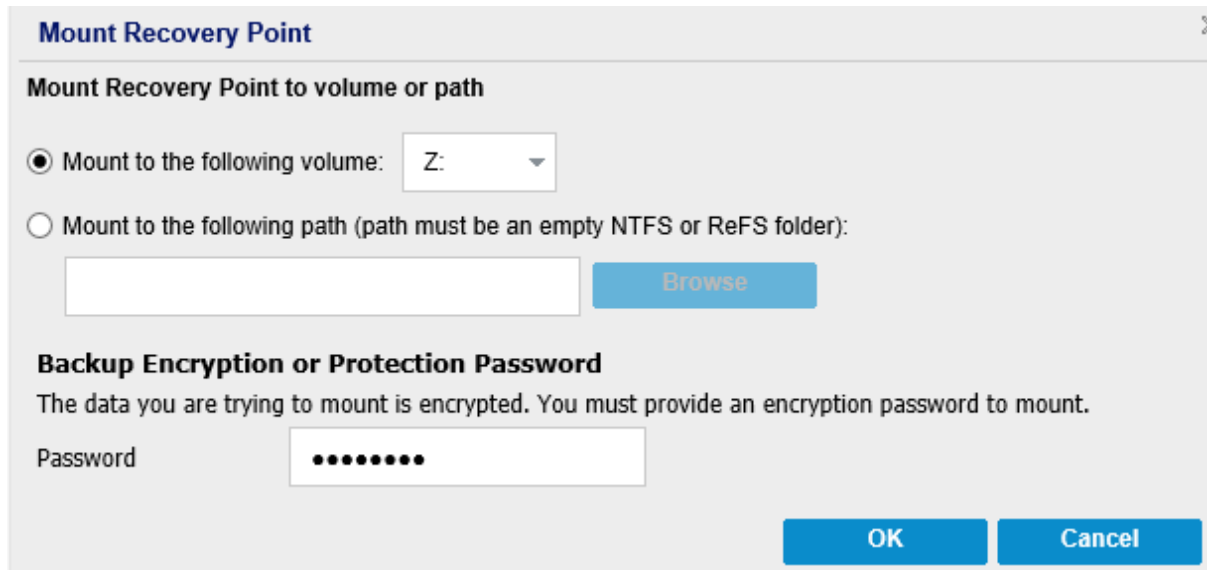 Mount Recovery Point
Mount Recovery Point to volume or path
Mount to the following volume: Z:
Mount to the following path (path must be an empty NTFS or ReFS folder):
Browse
Backup Encryption or Protection Password
The data you are trying to mount is encrypted. You must provide an encryption password to mount.
Password ••••••••
OK Cancel